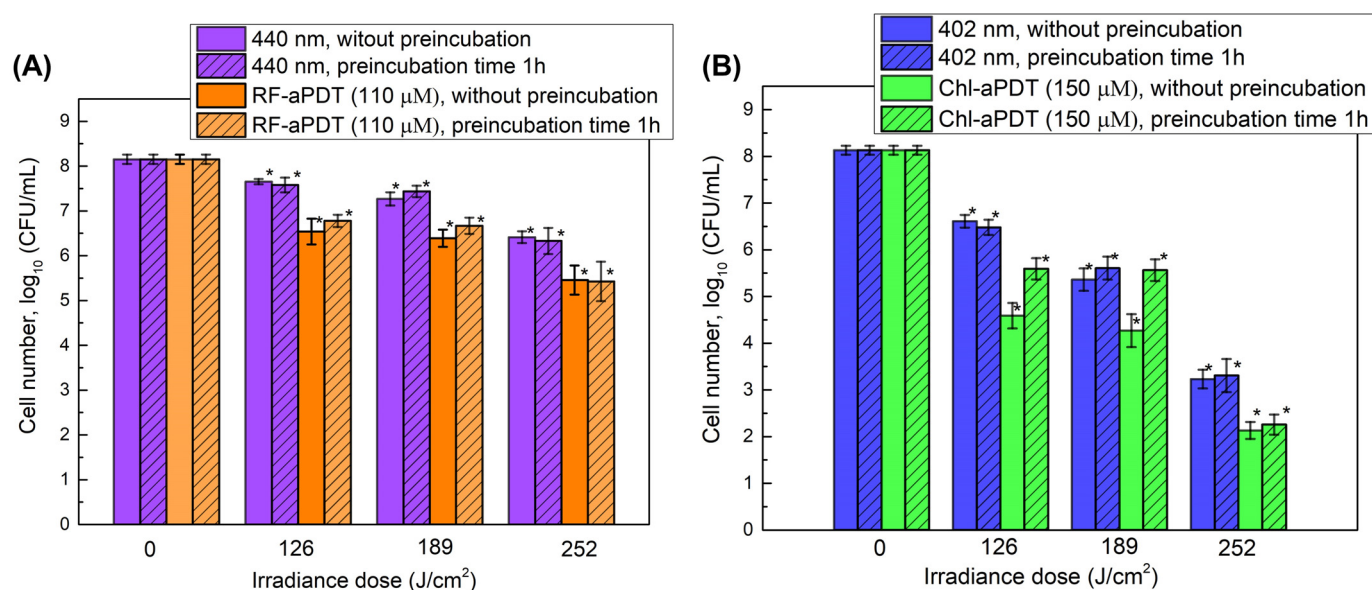 (A)
440 nm, witout preincubation
440 nm, preincubation time 1h
RF-aPDT (110 μM), without preincubation
RF-aPDT (110 μM), preincubation time 1h
Cell number, log10 (CFU/mL)
9
8
7
6
5
4
3
2
1
0
* * * *
* * * *
* * * *
0 126 189 252
Irradiance dose (J/cm²)
(B)
402 nm, without preincubation
402 nm, preincubation time 1h
Chl-aPDT (150 μM), without preincubation
Chl-aPDT (150 μM), preincubation time 1h
Cell number, log10 (CFU/mL)
9
8
7
6
5
4
3
2
1
0
* * * *
* * * *
* * * *
0 126 189 252
Irradiance dose (J/cm²)